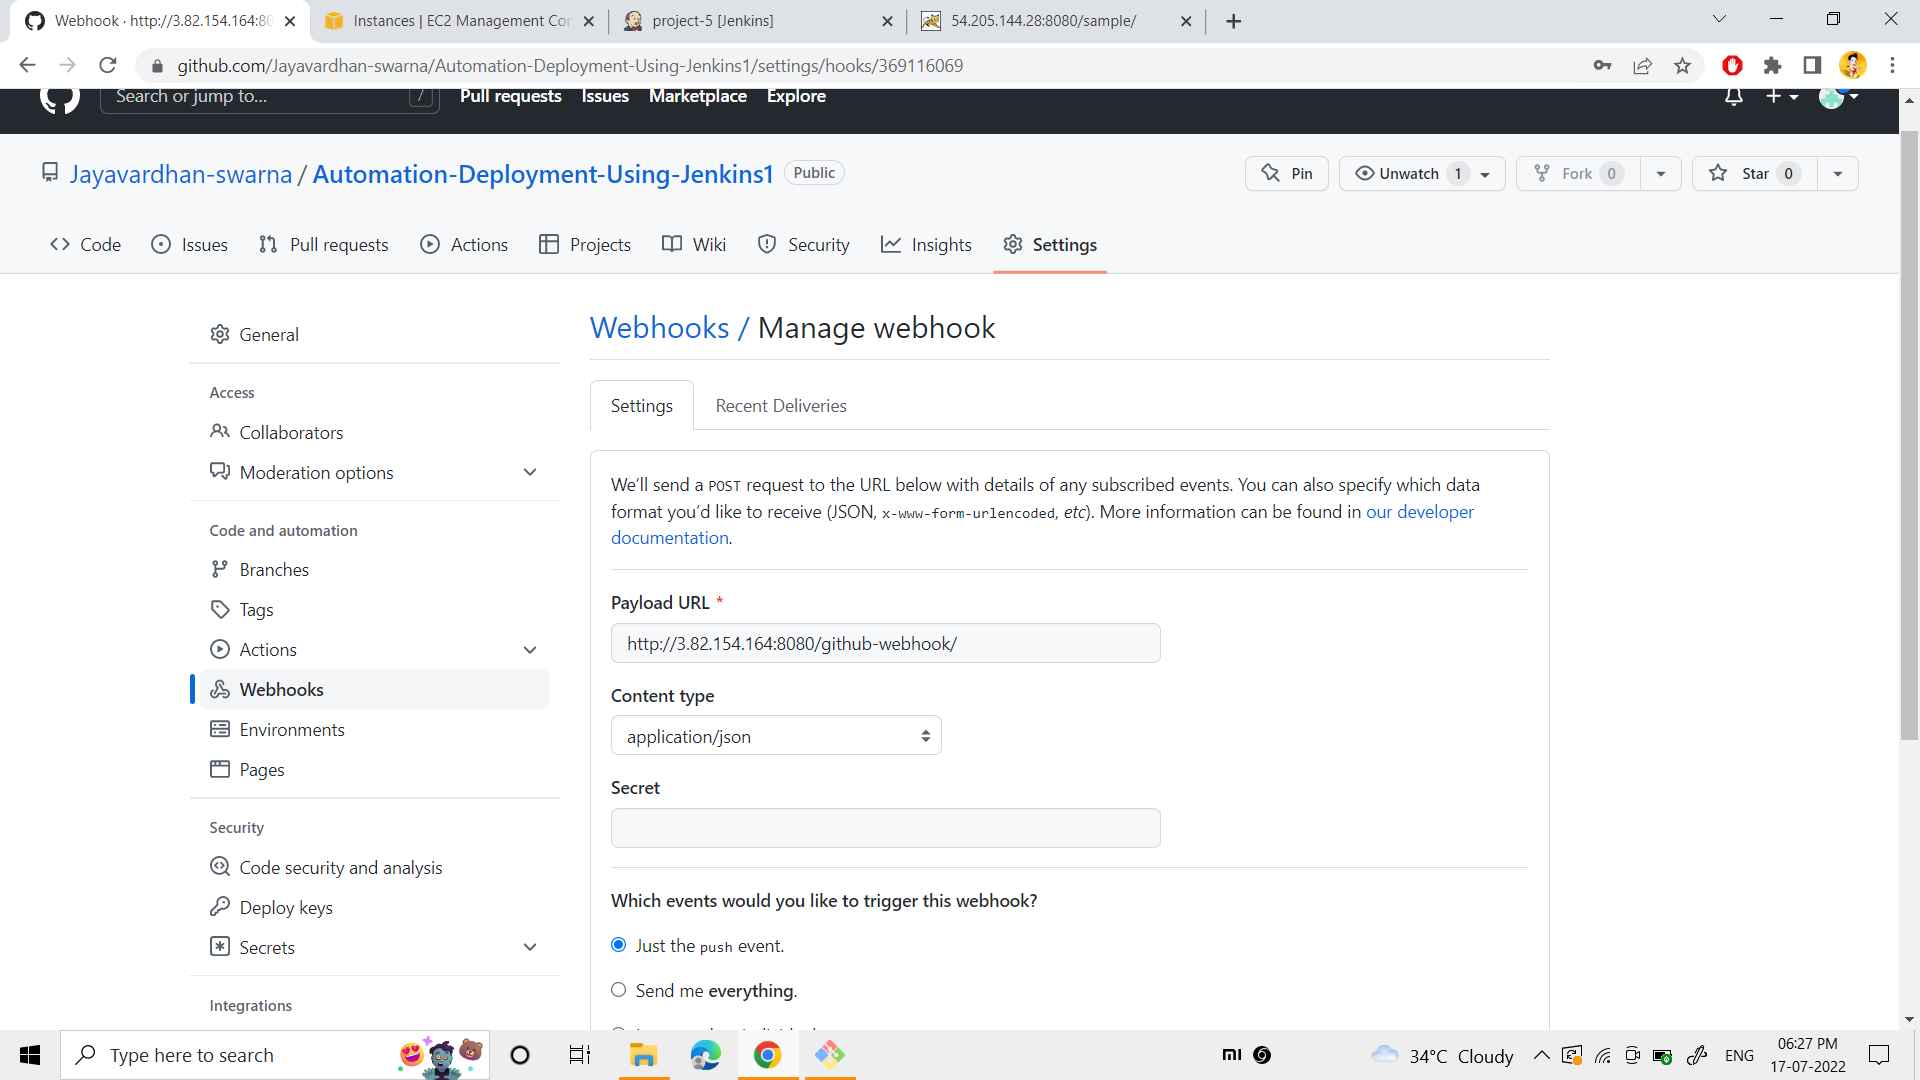 Webhook · http://3.82.154.164:80
Instances | EC2 Management Con
project-5 [Jenkins]
54.205.144.28:8080/sample/
github.com/Jayavardhan-swarna/Automation-Deployment-Using-Jenkins1/settings/hooks/369116069
Search or jump to...
/
Pull requests
Issues
Marketplace
Explore
Jayavardhan-swarna / Automation-Deployment-Using-Jenkins1
Public
Pin
Unwatch 1
Fork 0
Star 0
Code
Issues
Pull requests
Actions
Projects
Wiki
Security
Insights
Settings
General
Access
Collaborators
Moderation options
Code and automation
Branches
Tags
Actions
Webhooks
Environments
Pages
Security
Code security and analysis
Deploy keys
Secrets
Integrations
Webhooks / Manage webhook
Settings
Recent Deliveries
We'll send a POST request to the URL below with details of any subscribed events. You can also specify which data
format you'd like to receive (JSON, x-www-form-urlencoded, etc). More information can be found in our developer
documentation.
Payload URL *
http://3.82.154.164:8080/github-webhook/
Content type
application/json
Secret
Which events would you like to trigger this webhook?
Just the push event.
Send me everything.
Type here to search
34°C Cloudy
ENG
06:27 PM
17-07-2022